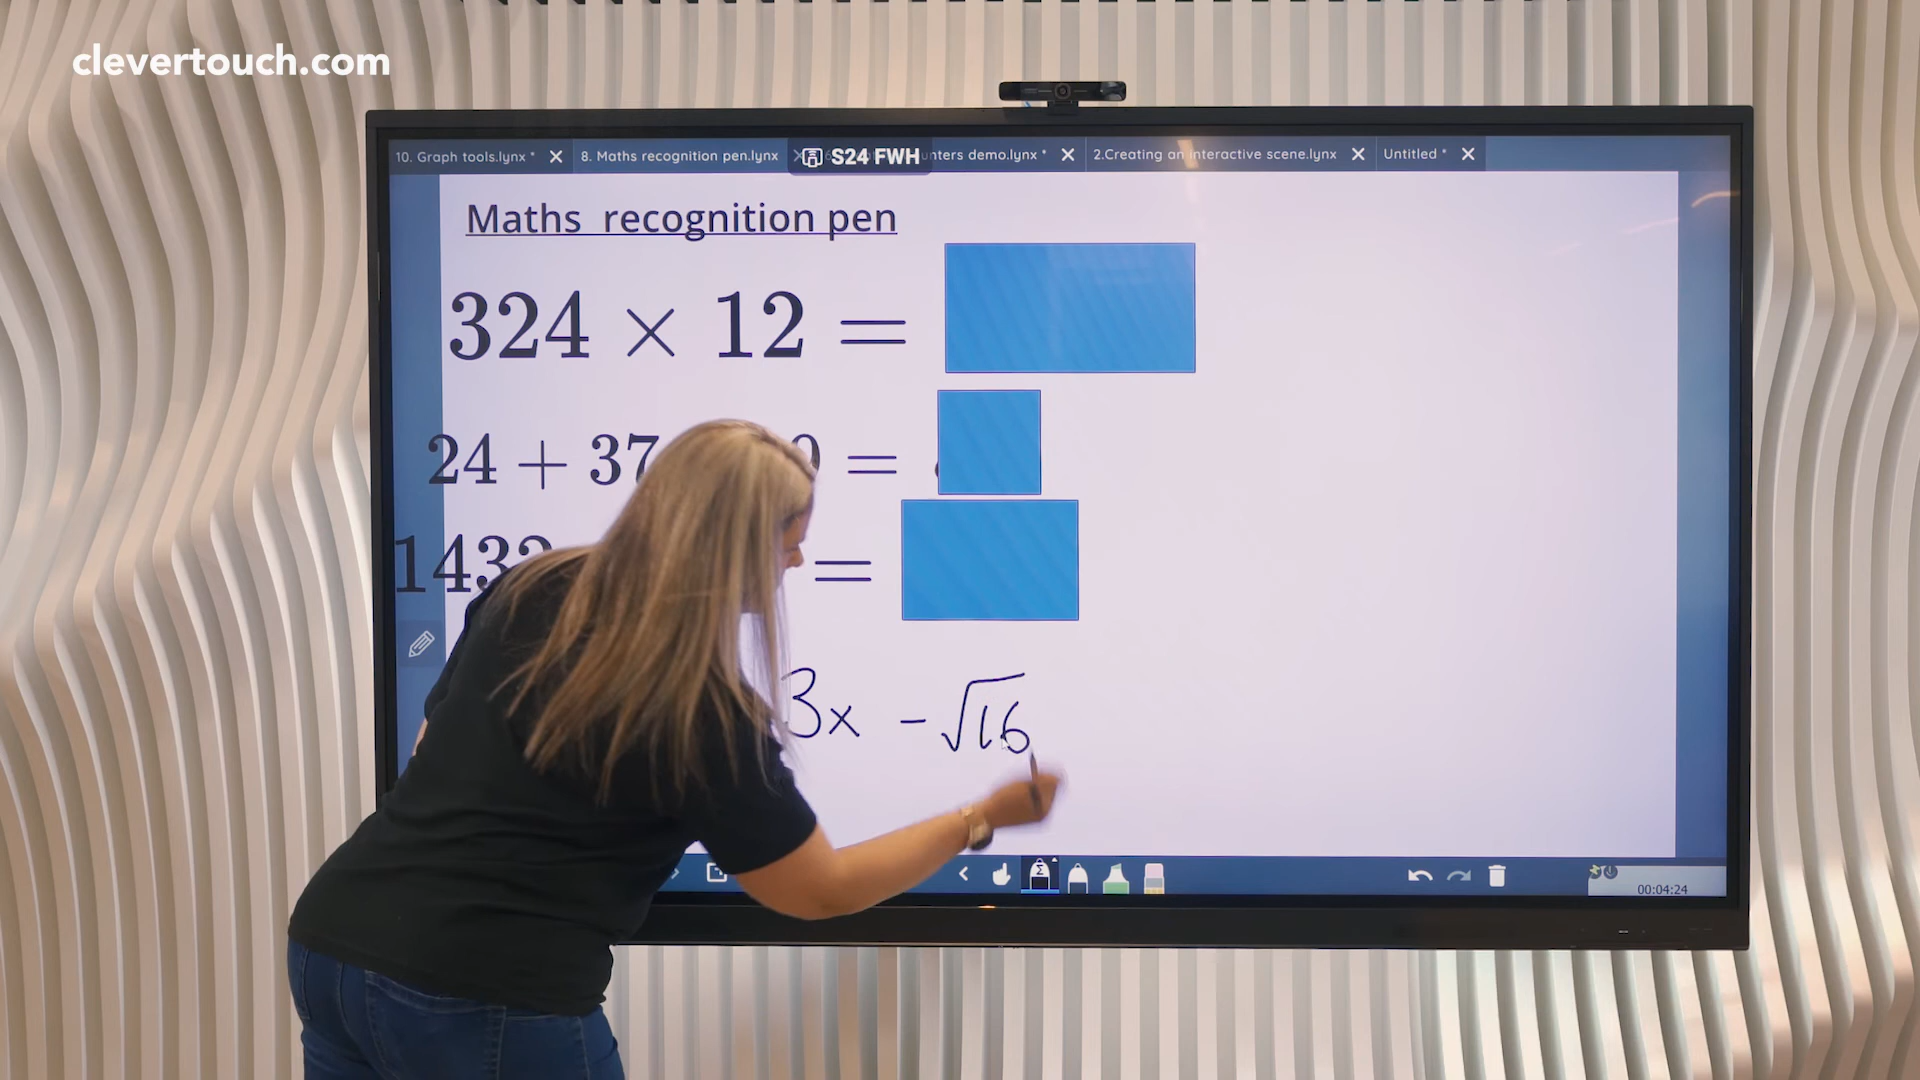 clevertouch.com
10. Graph tools.lynx *
8. Maths recognition pen.lynx
S24 FWH
nters demo.lynx *
2.Creating an interactive scene.lynx
Untitled *
Maths recognition pen
324 × 12 =
24 + 37 =
143 =
3x - √16
00:04:24